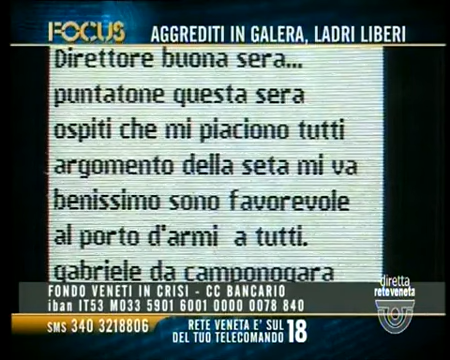 FOCUS AGGREDITI IN GALERA, LADRI LIBERI
Direttore buona sera...
puntatone questa sera
ospiti che mi piaciono tutti
argomento della seta mi va
benissimo sono favorevole
al porto d'armi a tutti.
gabriele da camponogara
diretta
reteveneta
FONDO VENETI IN CRISI - CC BANCARIO
iban IT53 M033 5901 6001 0000 0078 840
SMS 340 3218806
RETE VENETA E' SUL 18
DEL TUO TELECOMANDO